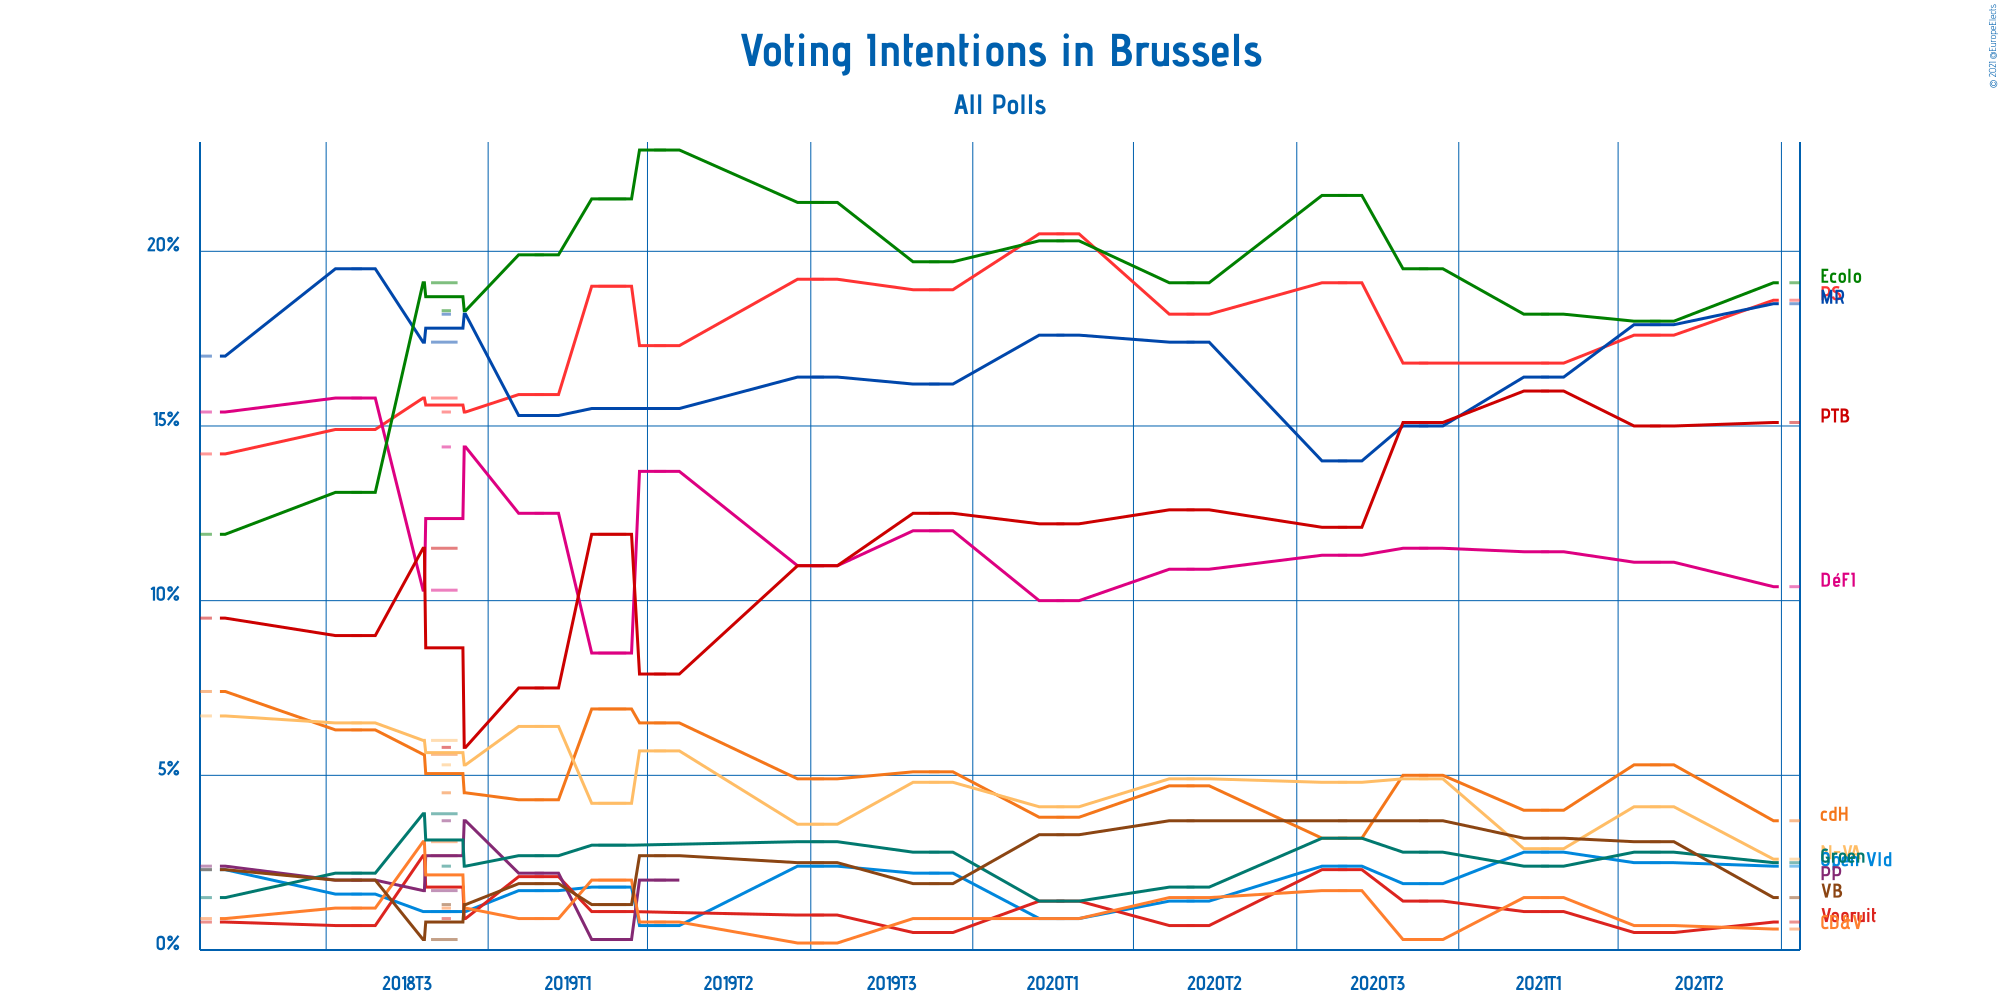 Voting Intentions in Brussels
All Polls
© 2021 @EuropeElects
20%
15%
10%
5%
0%
Ecolo
PS
MR
PTB
DéFI
cdH
N-VA
Groen
Open Vld
PP
VB
Vooruit
CD&V
2018T3
2019T1
2019T2
2019T3
2020T1
2020T2
2020T3
2021T1
2021T2